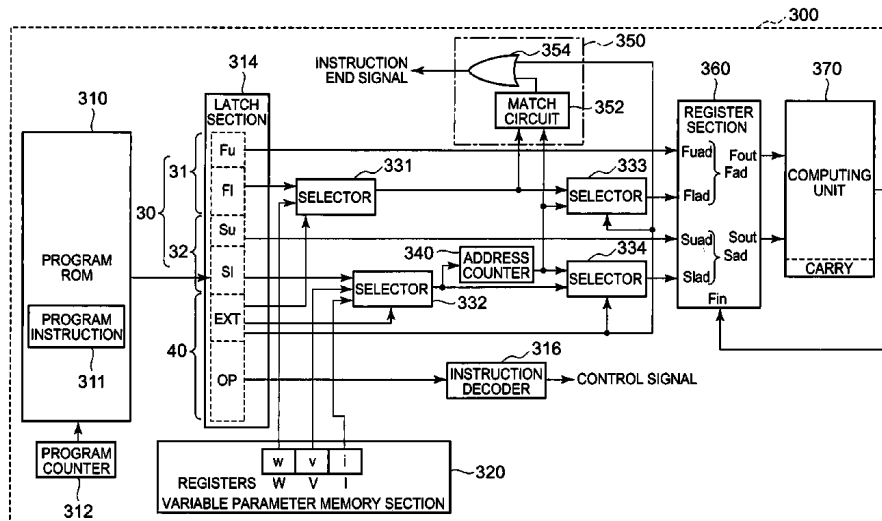 300
350
354
314
INSTRUCTION
END SIGNAL
360
370
310
LATCH
SECTION
MATCH
CIRCUIT
352
REGISTER
SECTION
Fu
331
333
Fuad
Fout
31
Fad
Fl
SELECTOR
SELECTOR
Flad
COMPUTING
UNIT
30
Su
340
334
Suad
Sout
32
ADDRESS
COUNTER
Sad
PROGRAM
ROM
Sl
SELECTOR
SELECTOR
Slad
CARRY
332
Fin
EXT
PROGRAM
INSTRUCTION
40
316
311
OP
INSTRUCTION
DECODER
CONTROL SIGNAL
PROGRAM
COUNTER
w v i
320
REGISTERS W V I
312
VARIABLE PARAMETER MEMORY SECTION